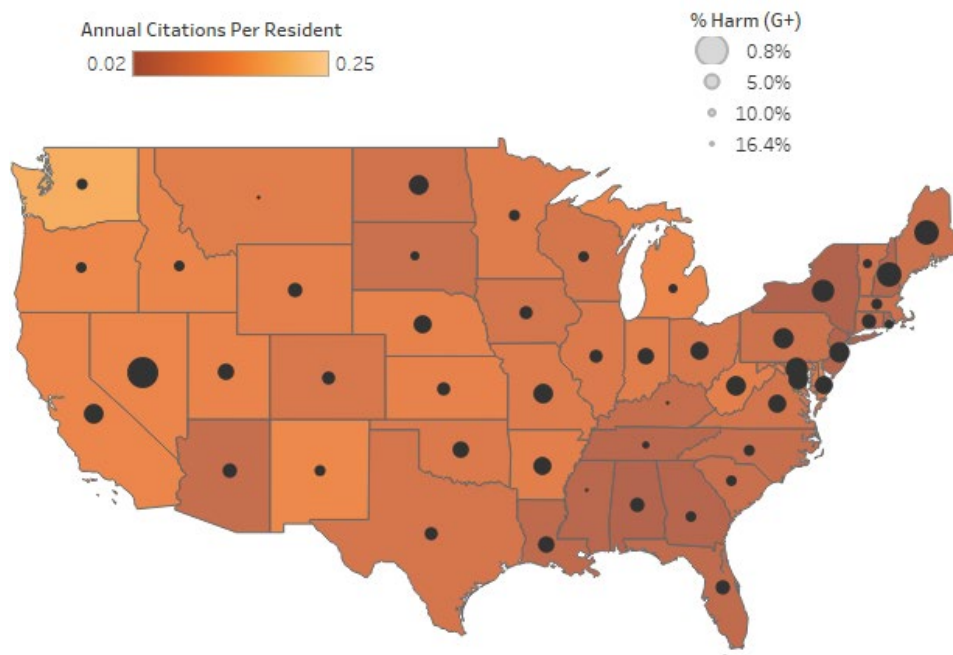 Annual Citations Per Resident
0.02 0.25
% Harm (G+)
0.8%
5.0%
10.0%
16.4%